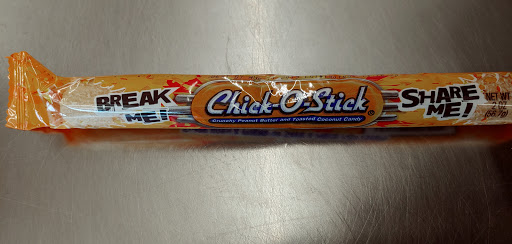 BREAK
ME!
Chick-O-Stick®
Crunchy Peanut Butter and Toasted Coconut Candy
SHARE
ME!
NET WT